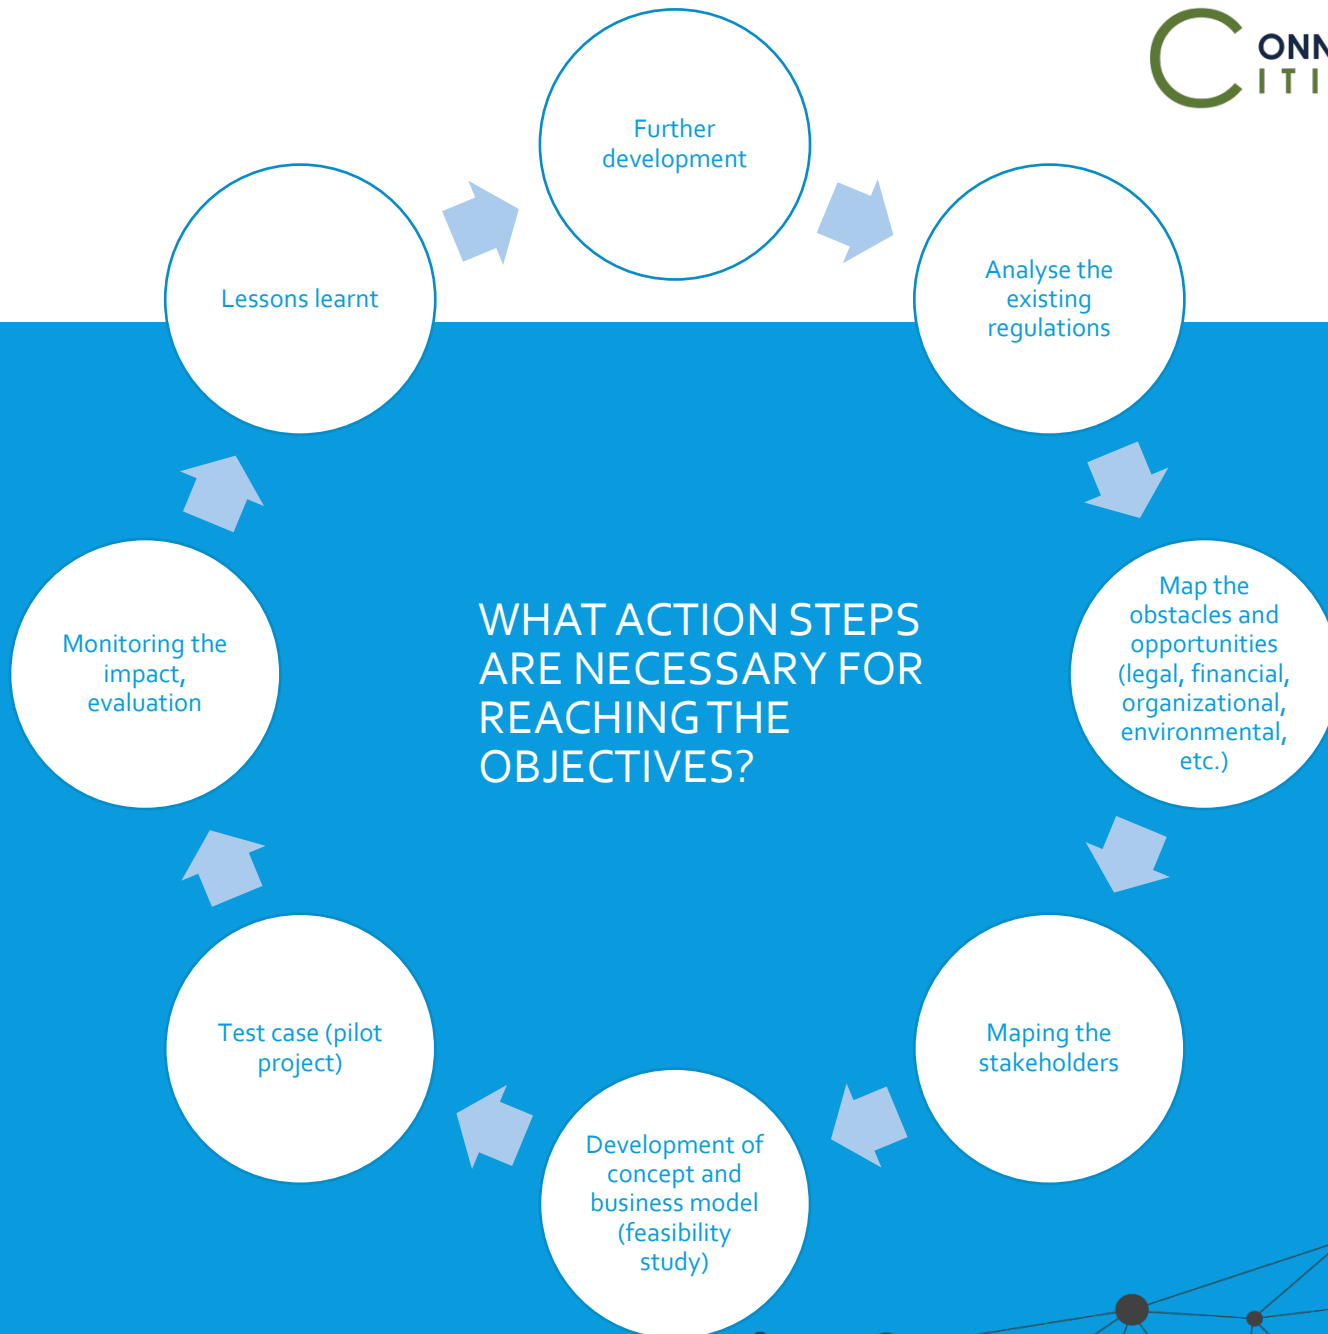 ONN
ITI
Further
development
Analyse the
existing
regulations
Map the
obstacles and
opportunities
(legal, financial,
organizational,
environmental,
etc.)
Maping the
stakeholders
Development of
concept and
business model
(feasibility
study)
Test case (pilot
project)
Monitoring the
impact,
evaluation
Lessons learnt
WHAT ACTION STEPS
ARE NECESSARY FOR
REACHING THE
OBJECTIVES?